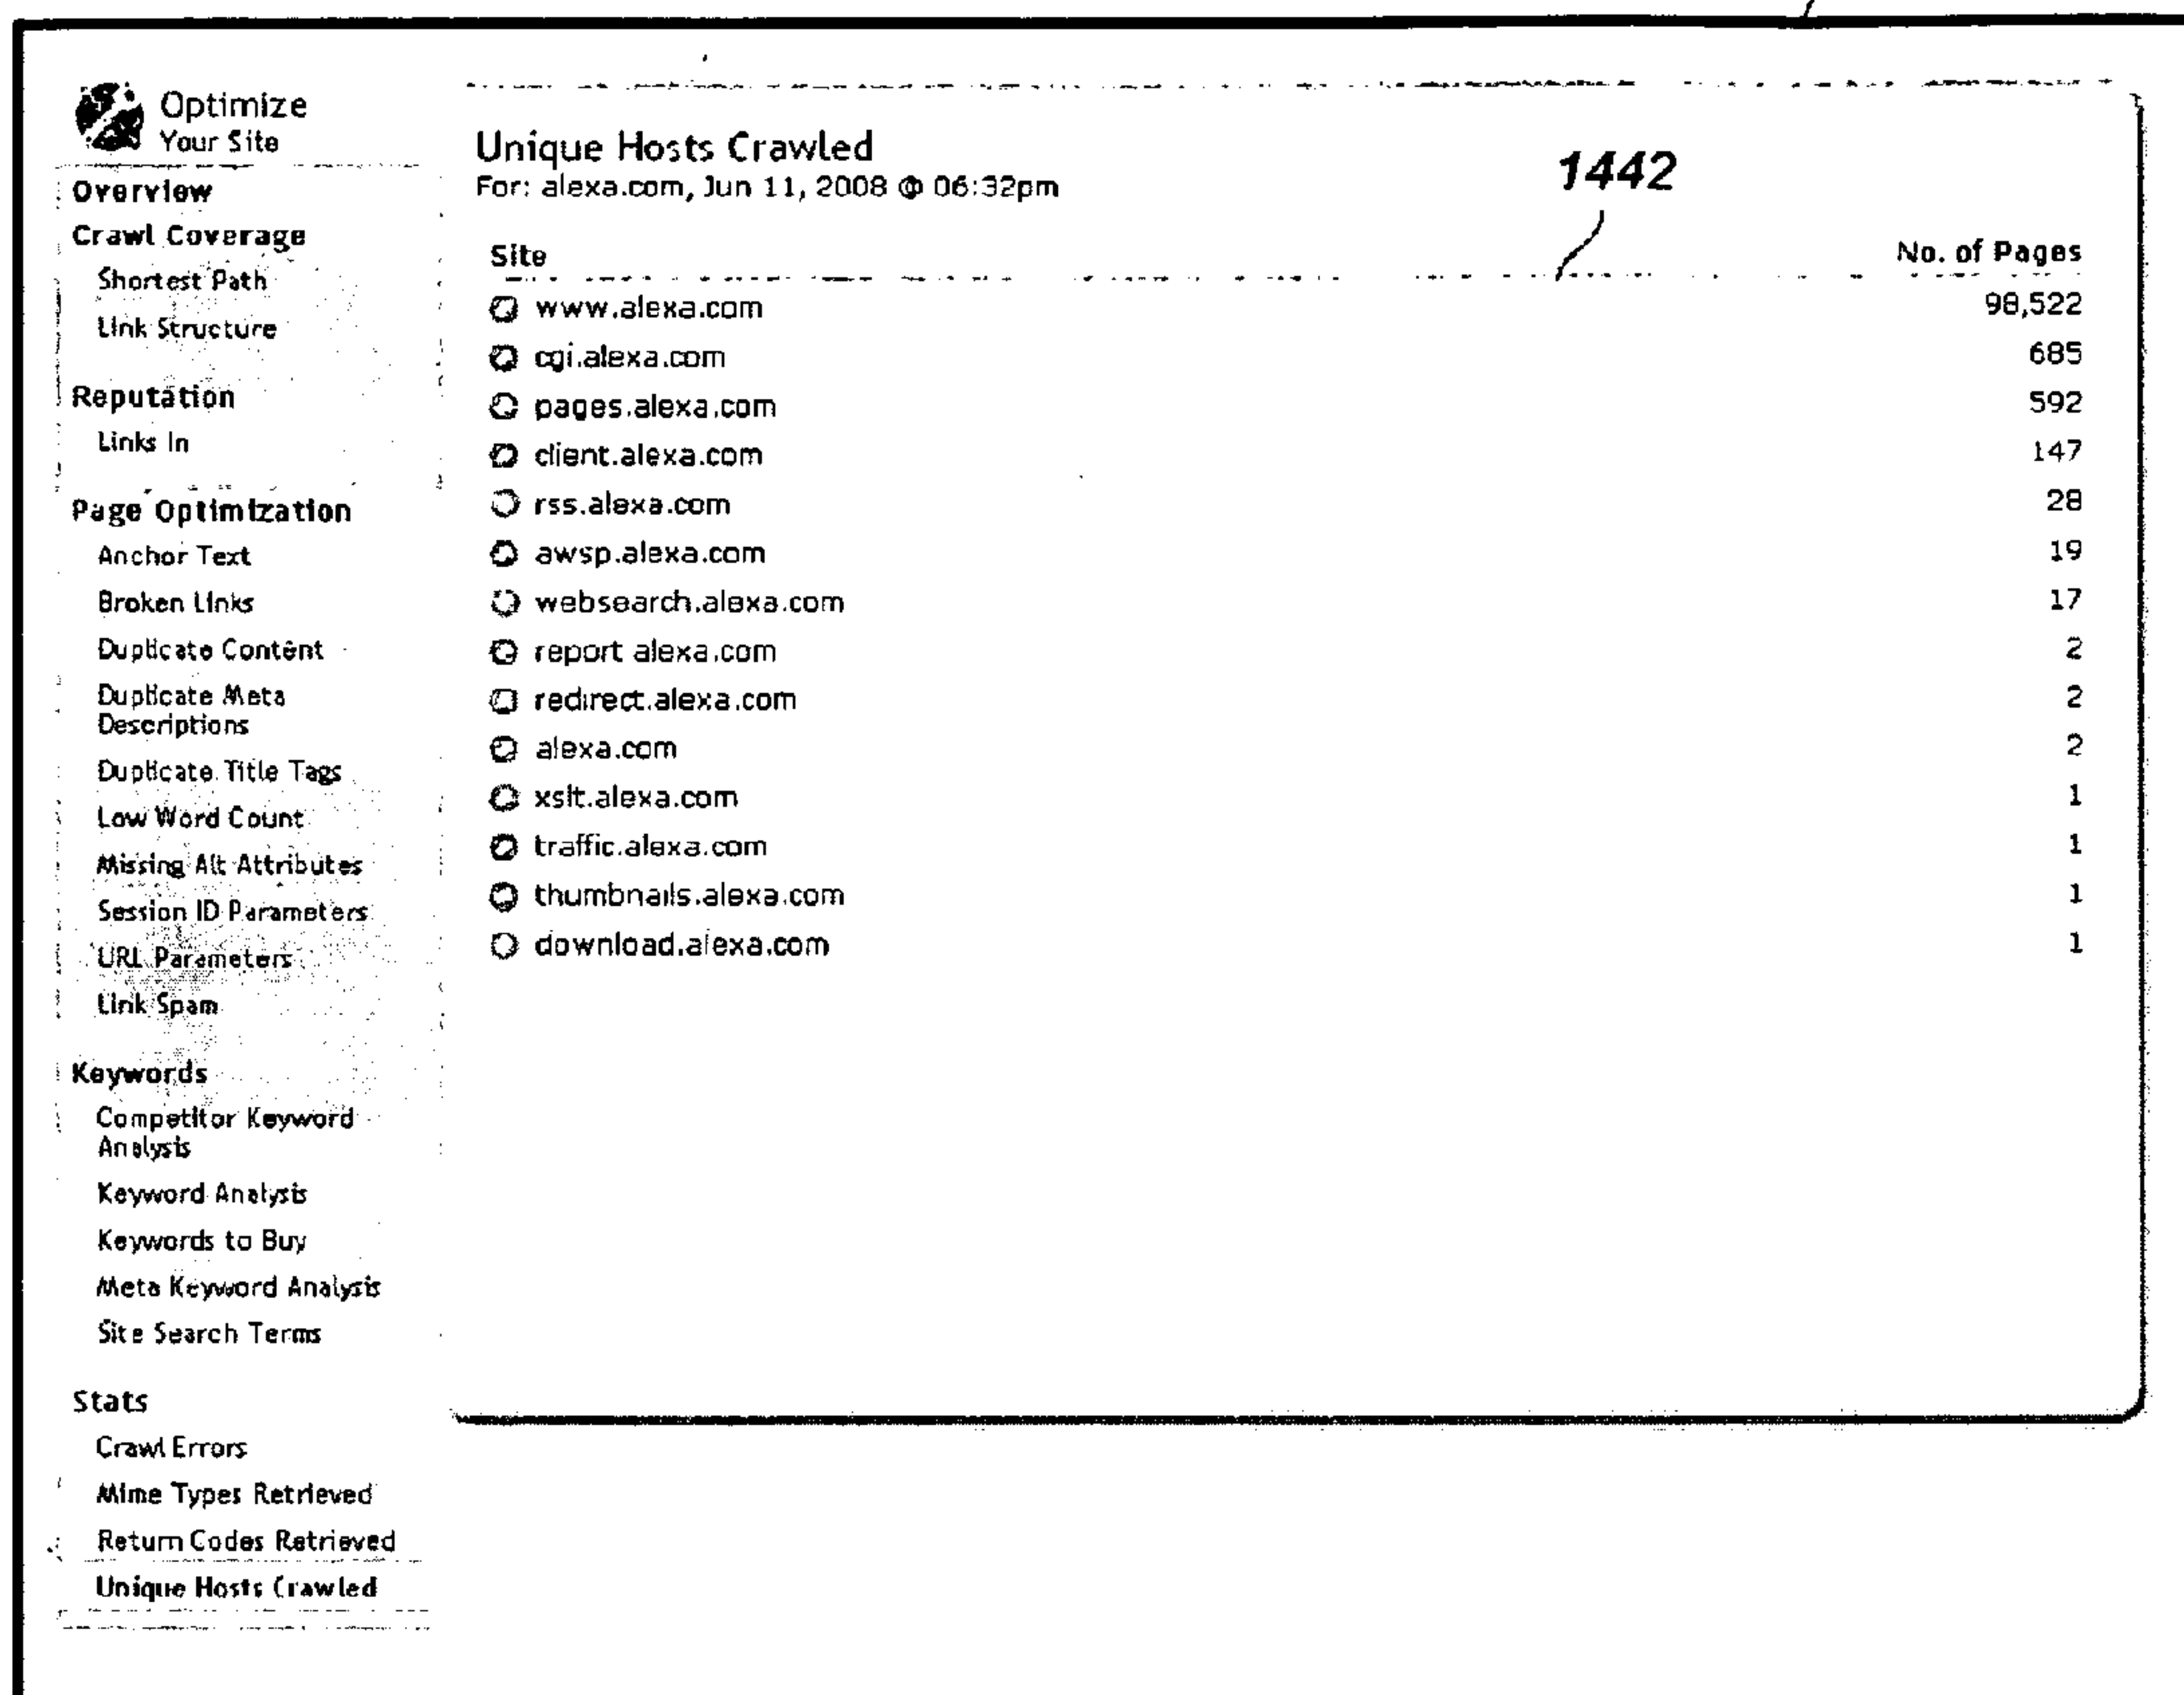 Optimize
Your Site
Overview
Crawl Coverage
Shortest Path
Link Structure
Reputation
Links In
Page Optimization
Anchor Text
Broken Links
Duplicate Content
Duplicate Meta
Descriptions
Duplicate Title Tags
Low Word Count
Missing Alt Attributes
Session ID Parameters
URL Parameters
Link Spam
Keywords
Competitor Keyword
Analysis
Keyword Analysis
Keywords to Buy
Meta Keyword Analysis
Site Search Terms
Stats
Crawl Errors
Mime Types Retrieved
Return Codes Retrieved
Unique Hosts Crawled
Unique Hosts Crawled
For: alexa.com, Jun 11, 2008 @ 06:32pm
1442
Site No. of Pages
www.alexa.com 98,522
cgi.alexa.com 685
pages.alexa.com 592
client.alexa.com 147
rss.alexa.com 28
awsp.alexa.com 19
websearch.alexa.com 17
report alexa.com 2
redirect.alexa.com 2
alexa.com 2
xslt.alexa.com 1
traffic.alexa.com 1
thumbnails.alexa.com 1
download.alexa.com 1